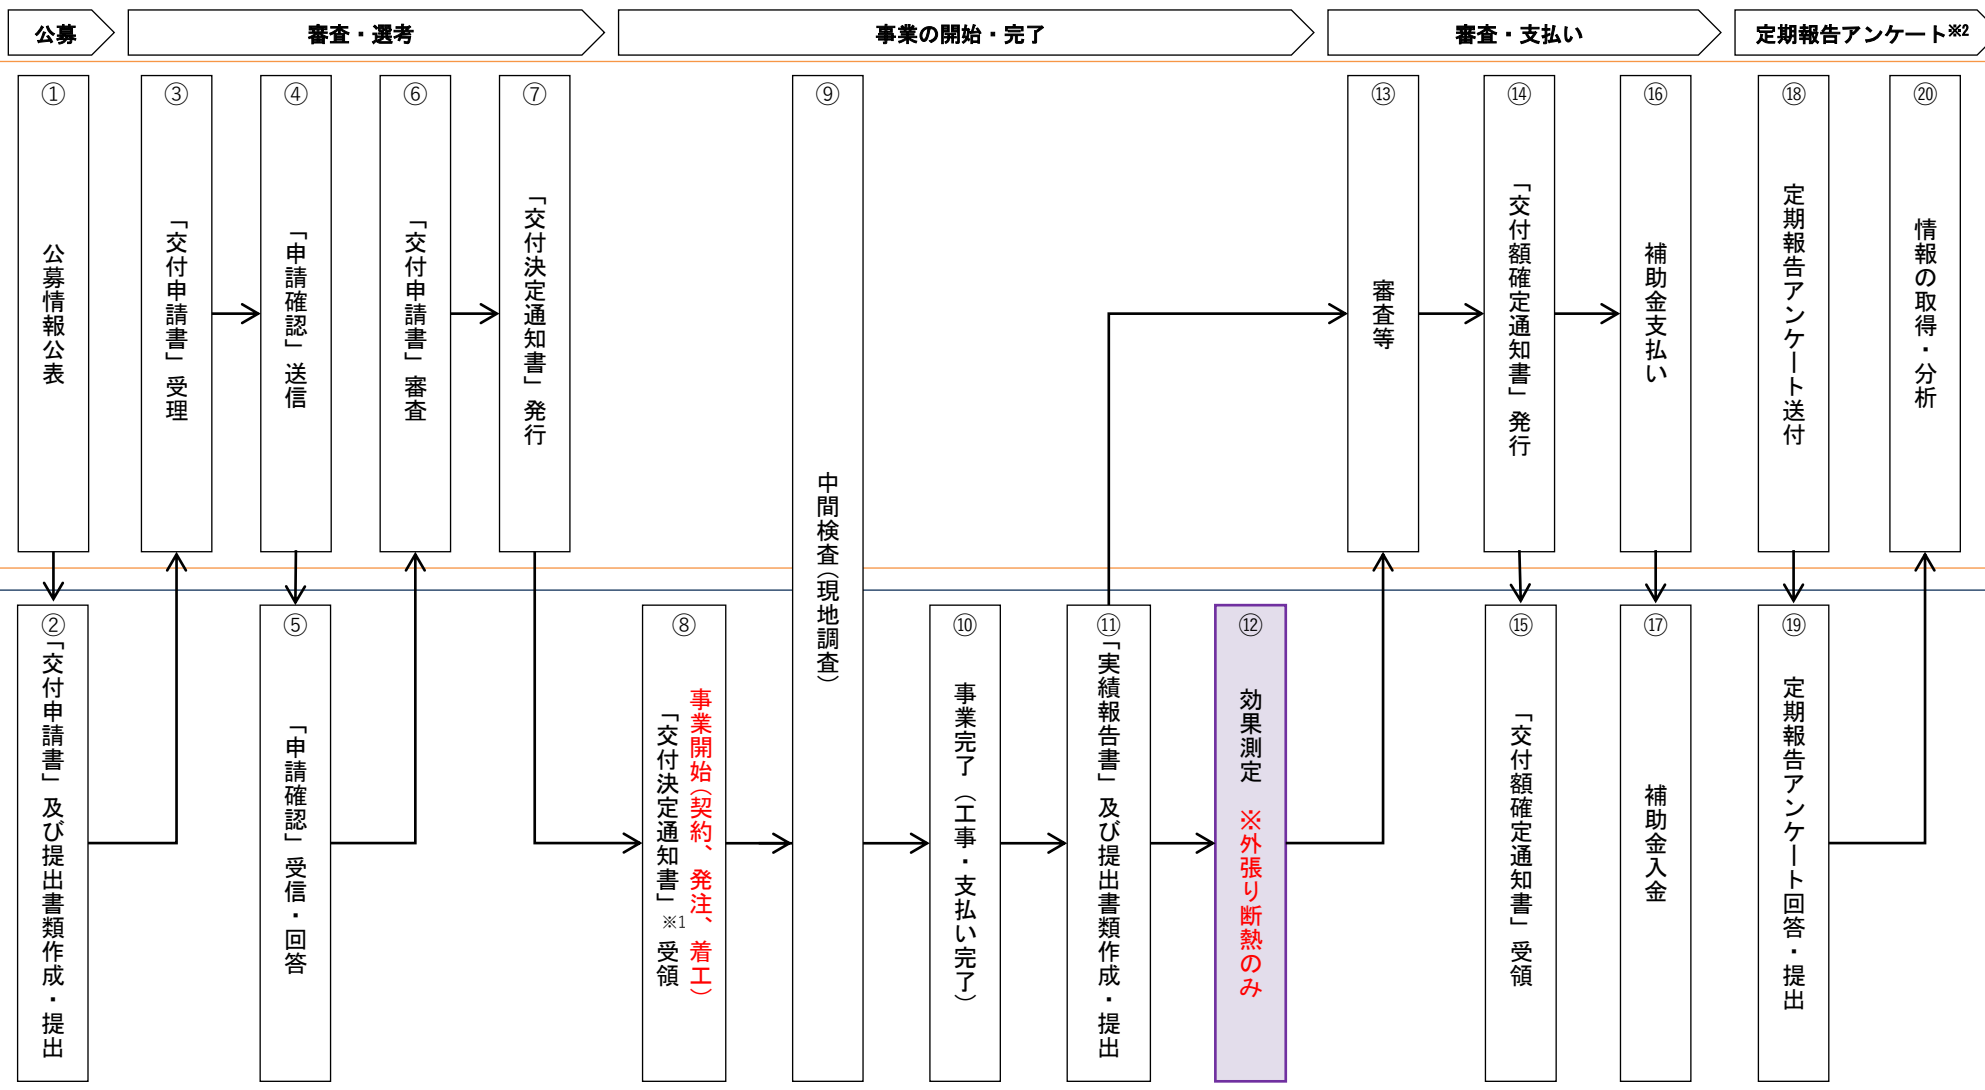 公募
審査・選考
事業の開始・完了
審査・支払い
定期報告アンケート※2
①
公募情報公表
②
「交付申請書」及び提出書類作成・提出
③
「交付申請書」受理
④
「申請確認」送信
⑤
「申請確認」受信・回答
⑥
「交付申請書」審査
⑦
「交付決定通知書」発行
⑧
事業開始(契約、発注、着工)
「交付決定通知書」※1受領
⑨
中間検査(現地調査)
⑩
事業完了(工事・支払い完了)
⑪
「実績報告書」及び提出書類作成・提出
⑫
効果測定 ※外張り断熱のみ
⑬
審査等
⑭
「交付額確定通知書」発行
⑮
「交付額確定通知書」受領
⑯
補助金支払い
⑰
補助金入金
⑱
定期報告アンケート送付
⑲
定期報告アンケート回答・提出
⑳
情報の取得・分析